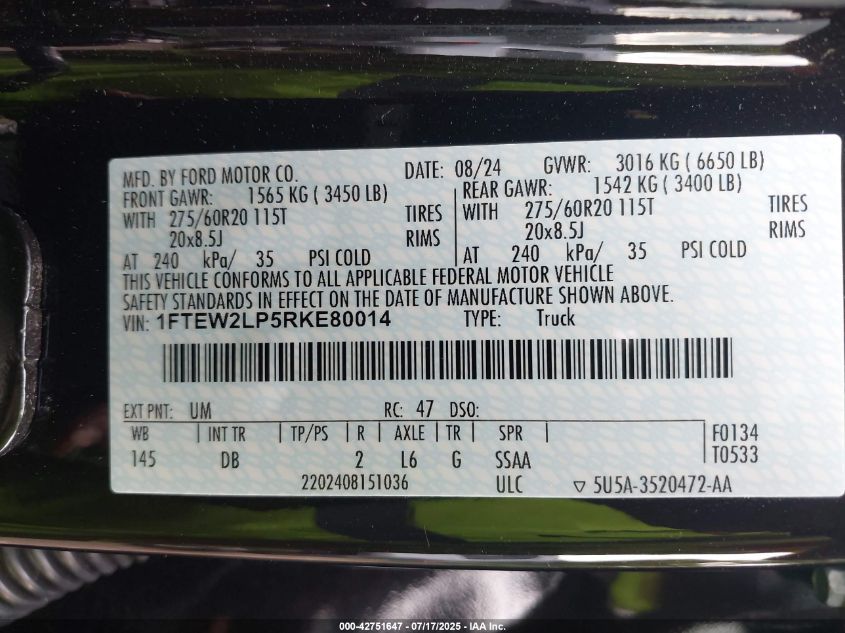 MFD. BY FORD MOTOR CO. DATE: 08/24 GVWR: 3016 KG ( 6650 LB)
FRONT GAWR: 1565 KG ( 3450 LB) REAR GAWR: 1542 KG ( 3400 LB)
WITH 275/60R20 115T TIRES WITH 275/60R20 115T TIRES
20x8.5J RIMS 20x8.5J RIMS
AT 240 kPa/ 35 PSI COLD AT 240 kPa/ 35 PSI COLD
THIS VEHICLE CONFORMS TO ALL APPLICABLE FEDERAL MOTOR VEHICLE
SAFETY STANDARDS IN EFFECT ON THE DATE OF MANUFACTURE SHOWN ABOVE.
VIN: 1FTEW2LP5RKE80014 TYPE: Truck
EXT PNT: UM RC: 47 DSO:
WB INT TR TP/PS R AXLE TR SPR F0134
145 DB 2 L6 G SSAA T0533
2202408151036 ULC ▽ 5U5A-3520472-AA
000-42751647 - 07/17/2025 - IAA Inc.